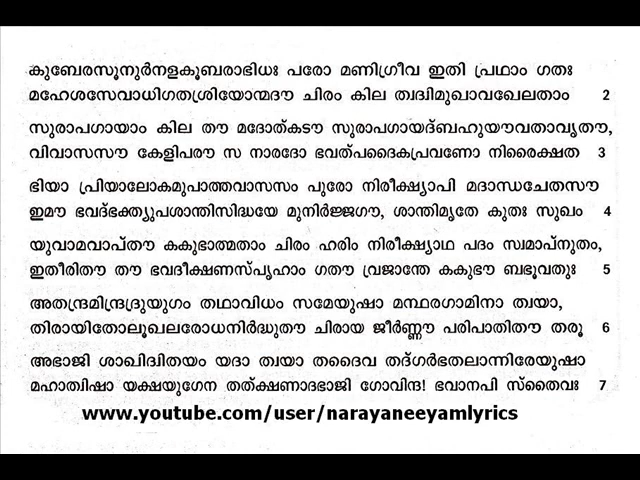 കുബേരസൂനുർനളകൂബരാഭിധഃ പരോ മണിഗ്രീവ ഇതി പ്രഥാം ഗതഃ
മഹേശസേവാധിഗതശ്രിയോന്മദൗ ചിരം കില ത്വദ്വിമുഖാവഖേലതാം 2
സുരാപഗായാം കില തൗ മദോത്കടൗ സുരാപഗായദ്ബഹുയൗവതാവൃതൗ,
വിവാസസൗ കേളിപരൗ സ നാരദോ ഭവത്പദൈകപ്രവണോ നിരൈക്ഷത 3
ഭിയാ പ്രിയാലോകമുപാത്തവാസസം പുരോ നിരീക്ഷ്യാപി മദാന്ധചേതസൗ
ഇമൗ ഭവദ്ഭക്ത്യുപശാന്തിസിദ്ധയേ മുനിർജ്ജഗൗ, ശാന്തിമൃതേ കുതഃ സുഖം 4
യുവാമവാപ്തൗ കകുഭാത്മതാം ചിരം ഹരിം നിരീക്ഷ്യാഥ പദം സ്വമാപ്നുതം,
ഇതീരിതൗ തൗ ഭവദീക്ഷണസ്പൃഹാം ഗതൗ വ്രജാന്തേ കകുഭൗ ബഭൂവതുഃ 5
അതന്ദ്രമിന്ദ്രദ്രുയുഗം തഥാവിധം സമേയുഷാ മന്ഥരഗാമിനാ ത്വയാ,
തിരായിതോലൂഖലരോധനിർദ്ധുതൗ ചിരായ ജീർണ്ണൗ പരിപാതിതൗ തരൂ 6
അഭാജി ശാഖിദ്വിതയം യദാ ത്വയാ തദൈവ തദ്ഗർഭതലാന്നിരേയുഷാ
മഹാത്വിഷാ യക്ഷയുഗേന തത്ക്ഷണാദഭാജി ഗോവിന്ദ! ഭവാനപി സ്തൈവഃ 7
www.youtube.com/user/narayaneeyamlyrics